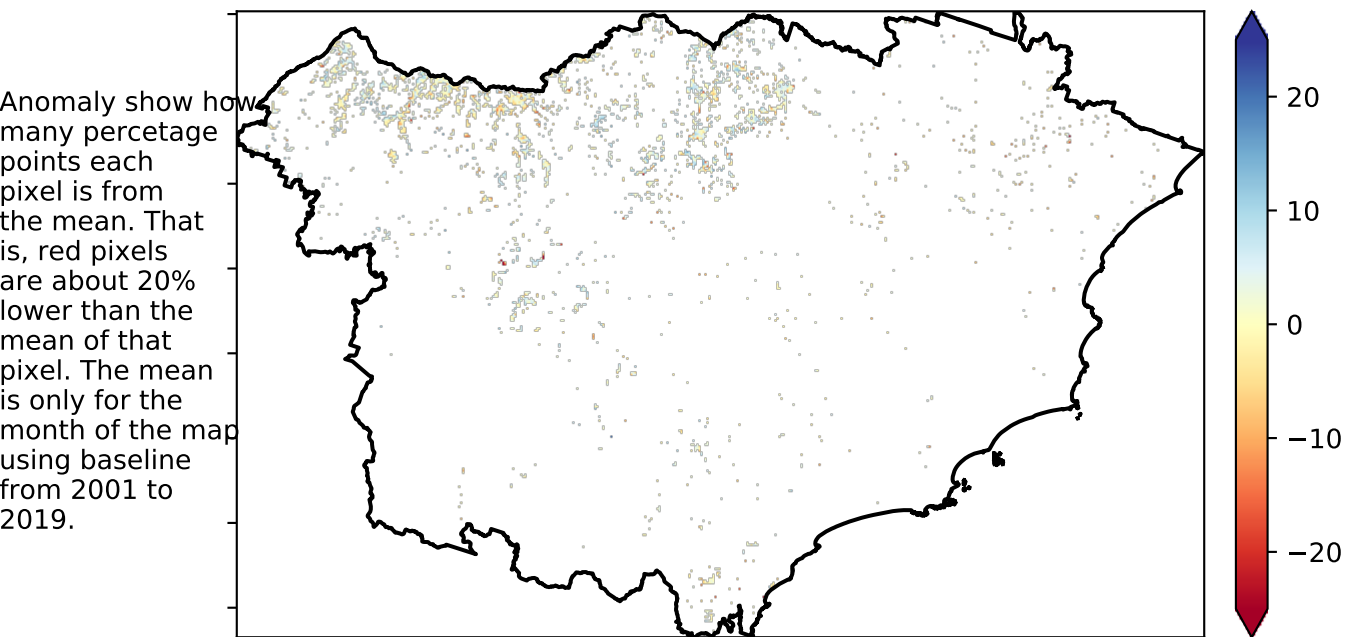 Anomaly show how
many percetage
points each
pixel is from
the mean. That
is, red pixels
are about 20%
lower than the
mean of that
pixel. The mean
is only for the
month of the map
using baseline
from 2001 to
2019.
20
10
0
−10
−20